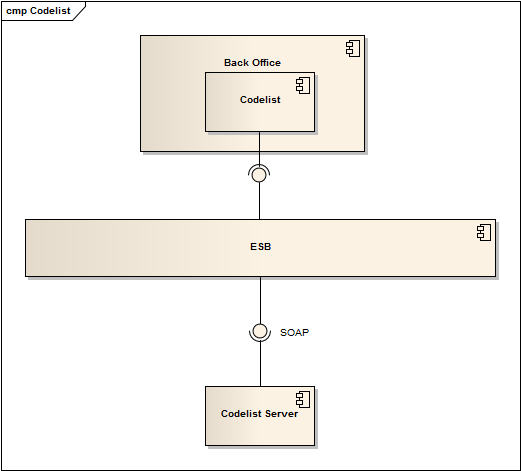 cmp Codelist
Back Office
Codelist
ESB
SOAP
Codelist Server